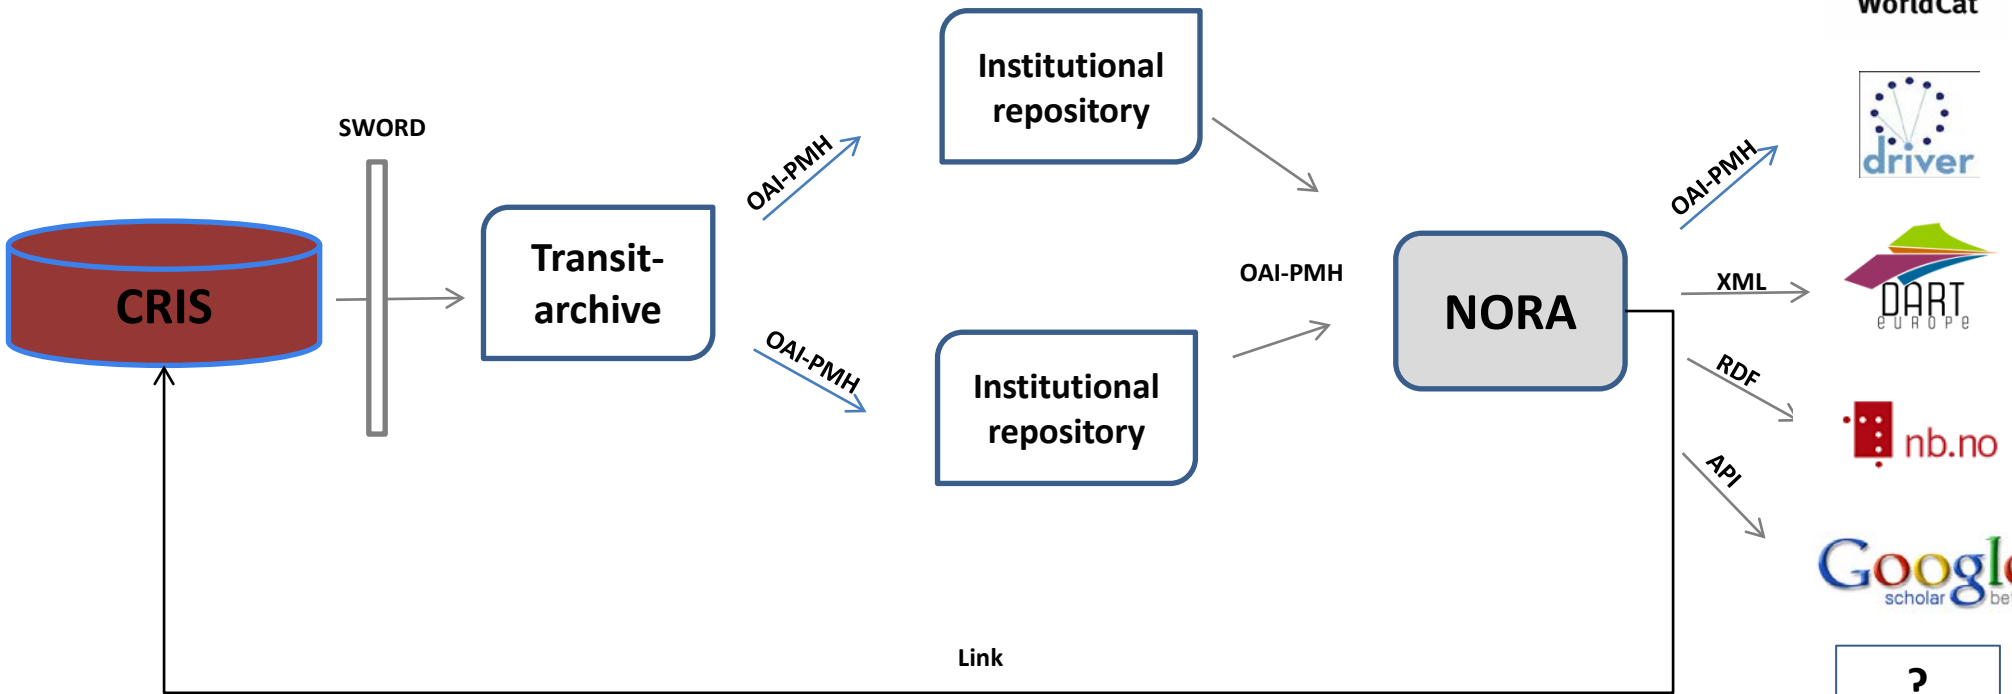 WorldCat
SWORD
CRIS
Transit-
archive
OAI-PMH
OAI-PMH
Institutional
repository
Institutional
repository
OAI-PMH
NORA
OAI-PMH
XML
RDF
API
driver
DART
EUROPE
nb.no
Google
scholar
Link
?